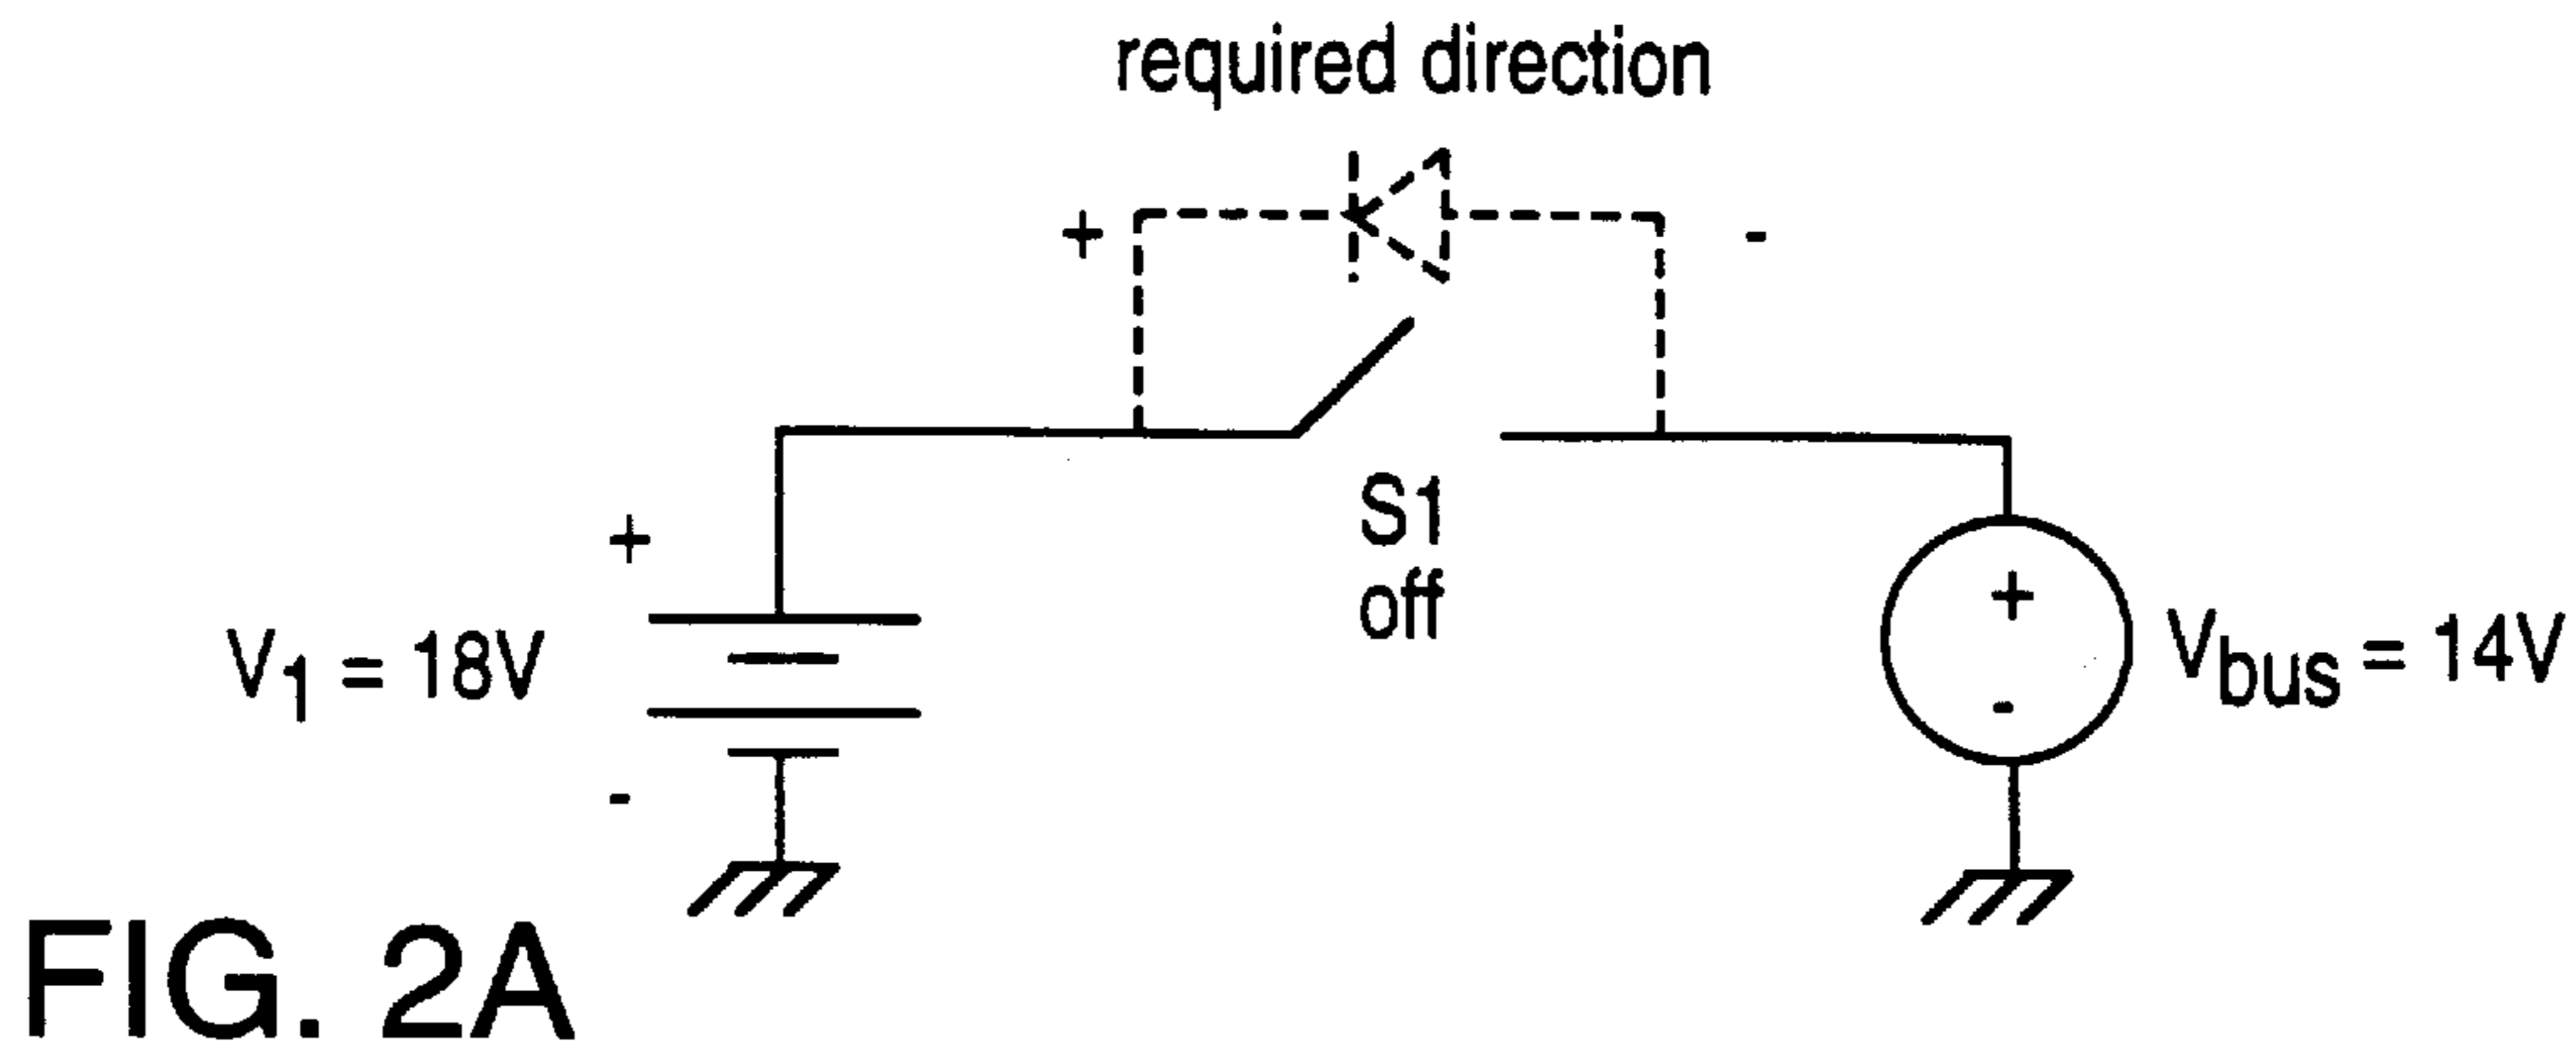 required direction
+ -
S1
off
+
V1 = 18V
-
+
-
Vbus = 14V
FIG. 2A